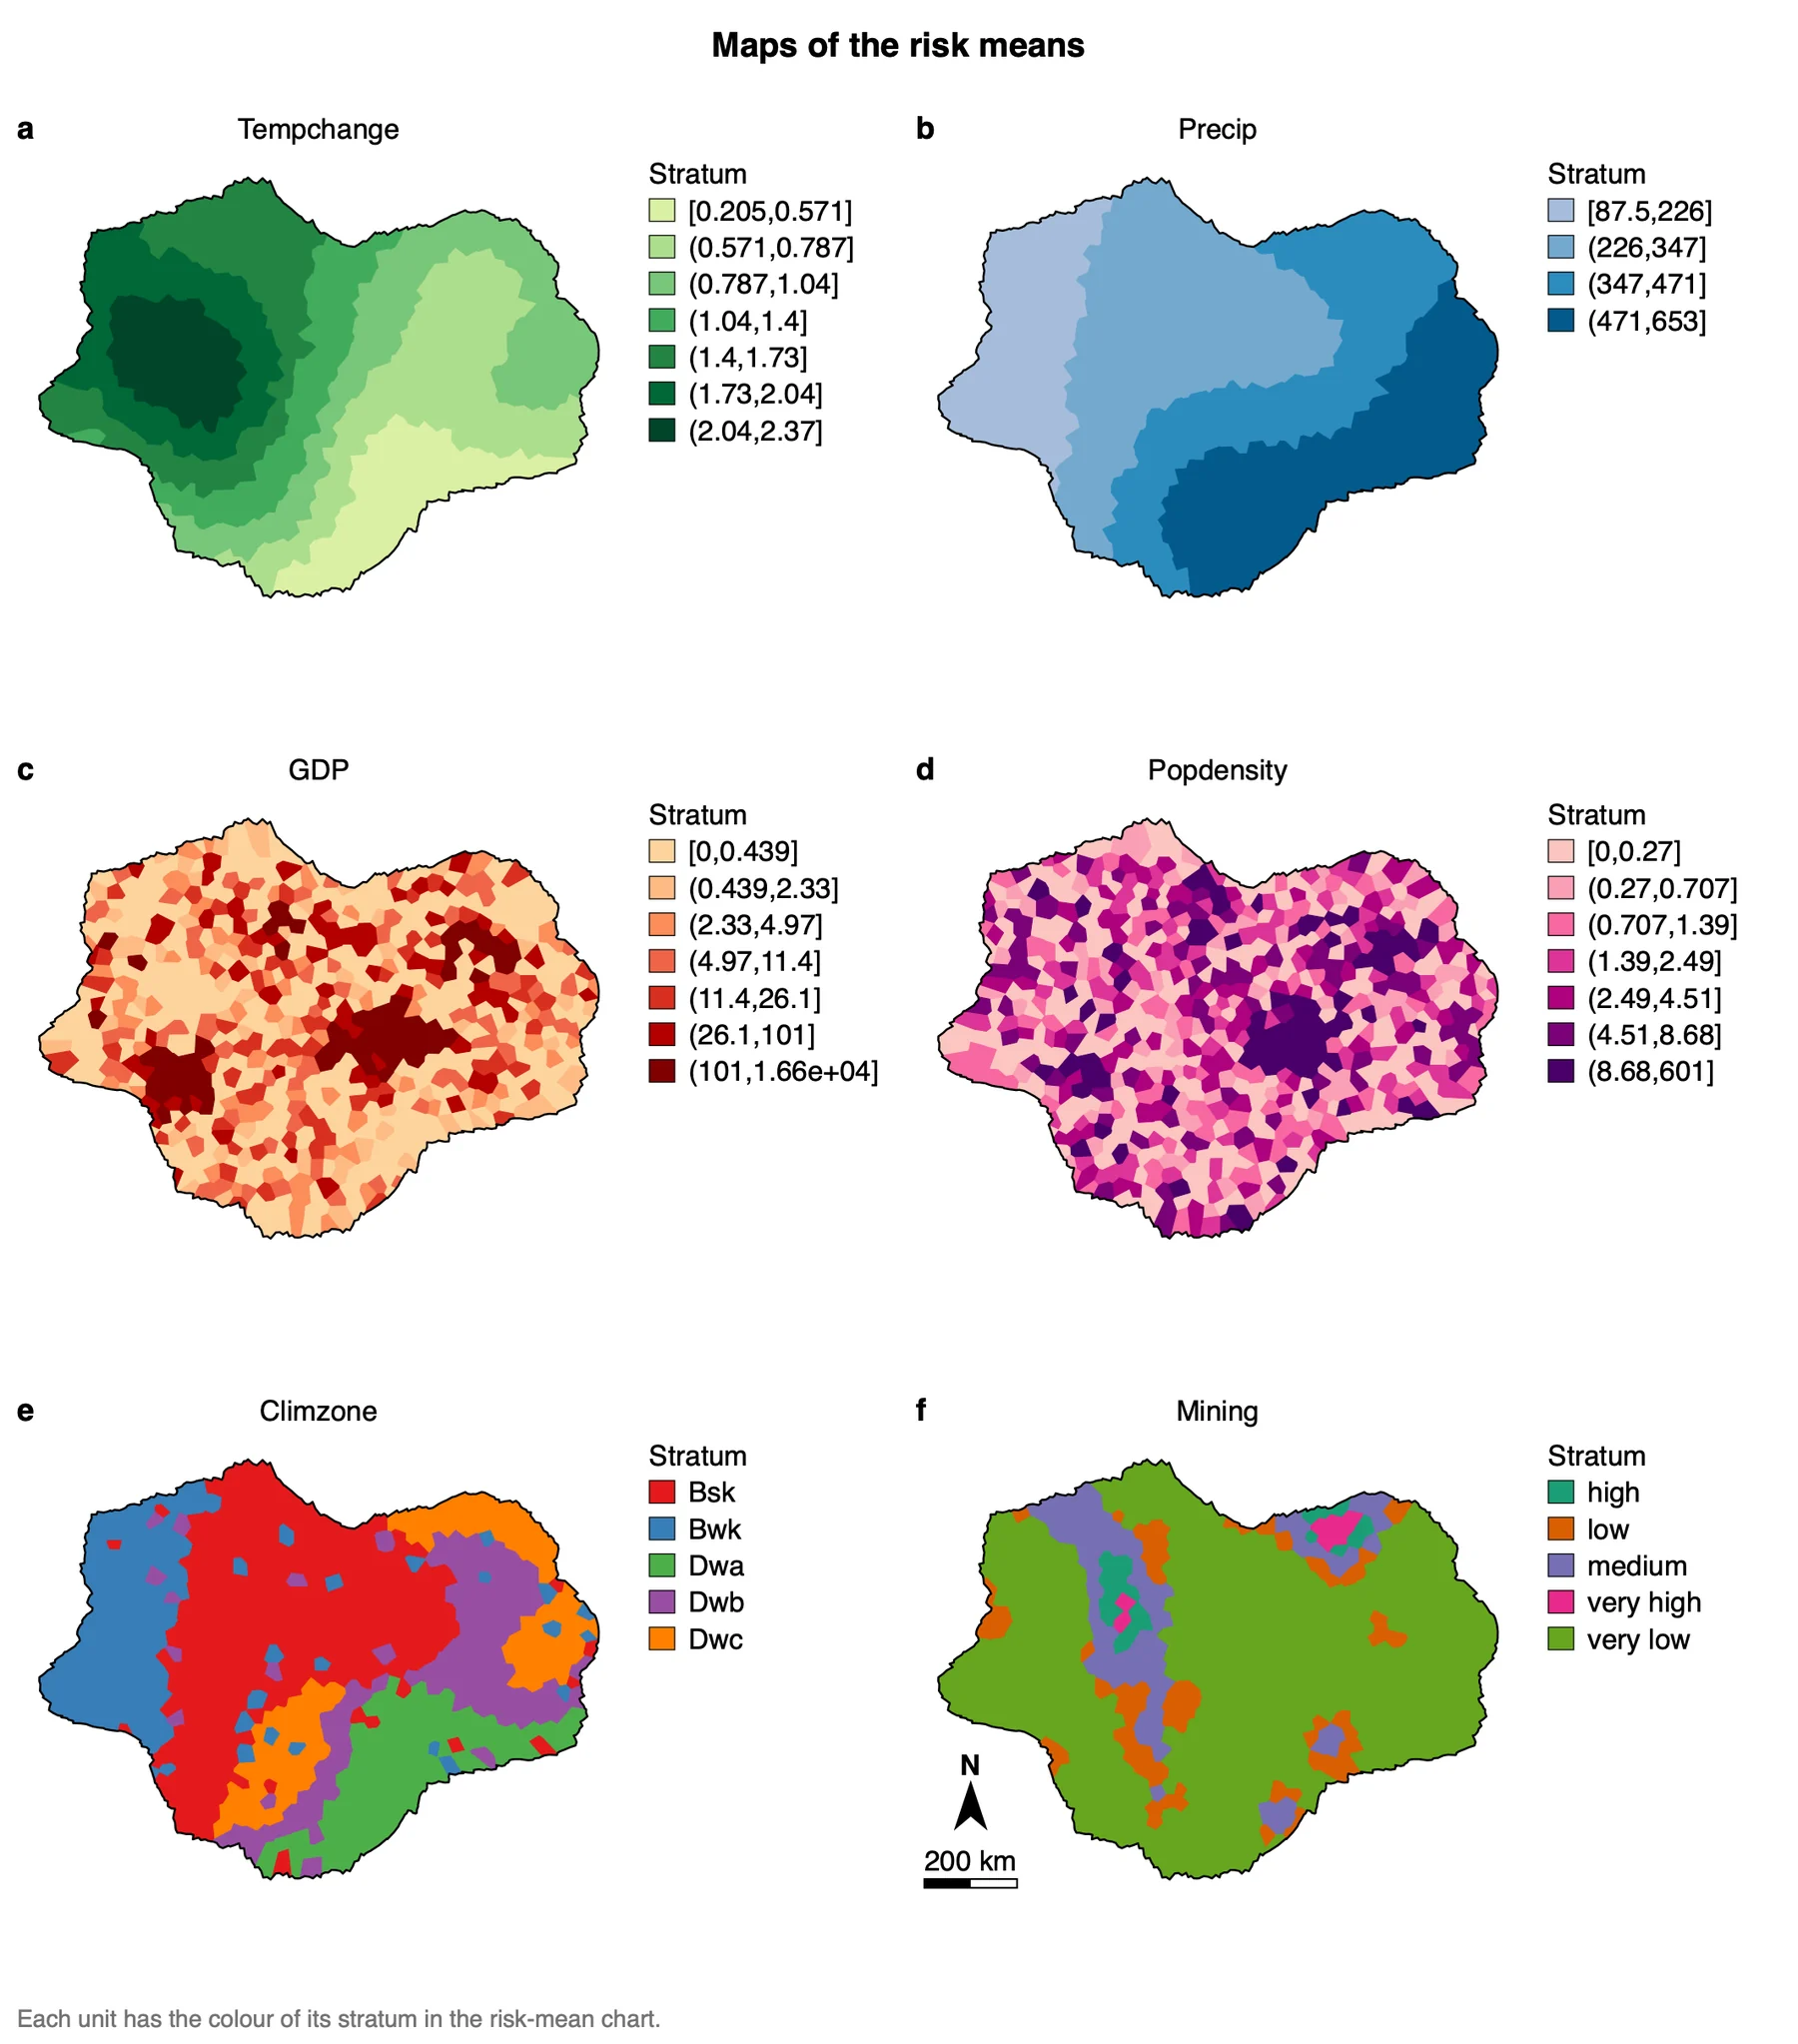 Maps of the risk means
a
Tempchange
Stratum
[0.205,0.571]
(0.571,0.787]
(0.787,1.04]
(1.04,1.4]
(1.4,1.73]
(1.73,2.04]
(2.04,2.37]
b
Precip
Stratum
[87.5,226]
(226,347]
(347,471]
(471,653]
c
GDP
Stratum
[0,0.439]
(0.439,2.33]
(2.33,4.97]
(4.97,11.4]
(11.4,26.1]
(26.1,101]
(101,1.66e+04]
d
Popdensity
Stratum
[0,0.27]
(0.27,0.707]
(0.707,1.39]
(1.39,2.49]
(2.49,4.51]
(4.51,8.68]
(8.68,601]
e
Climzone
Stratum
Bsk
Bwk
Dwa
Dwb
Dwc
f
Mining
Stratum
high
low
medium
very high
very low
N
200 km
Each unit has the colour of its stratum in the risk-mean chart.